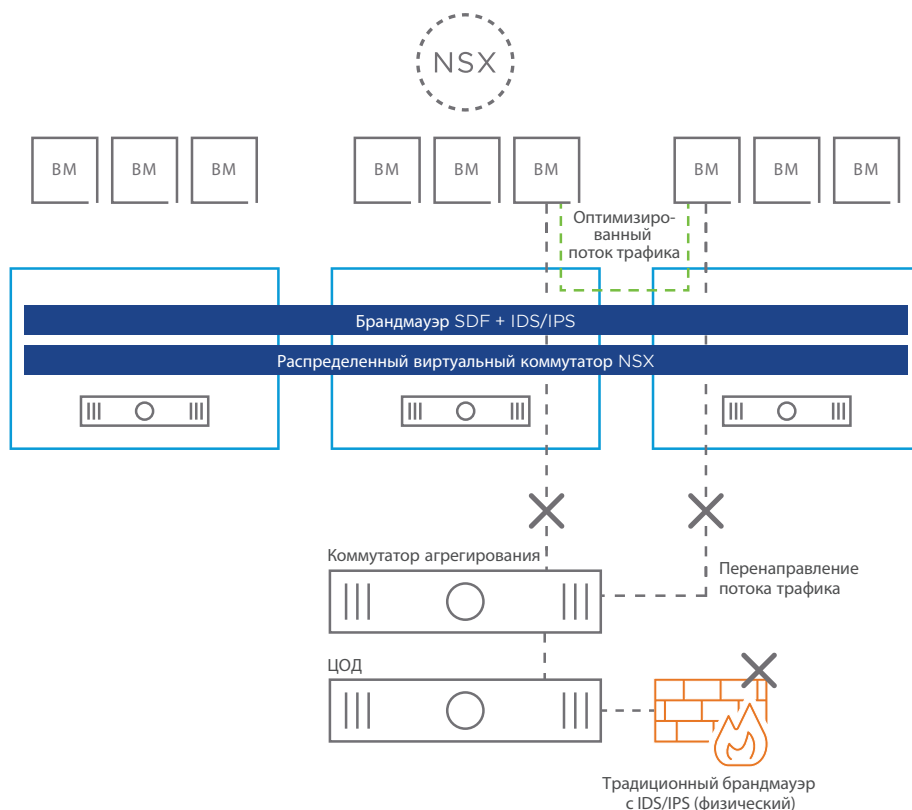 NSX
ВМ ВМ ВМ ВМ ВМ ВМ ВМ ВМ ВМ
Оптимизиро-
ванный
поток трафика
Брандмауэр SDF + IDS/IPS
Распределенный виртуальный коммутатор NSX
Коммутатор агрегирования
Перенаправление
потока трафика
ЦОД
Традиционный брандмауэр
с IDS/IPS (физический)